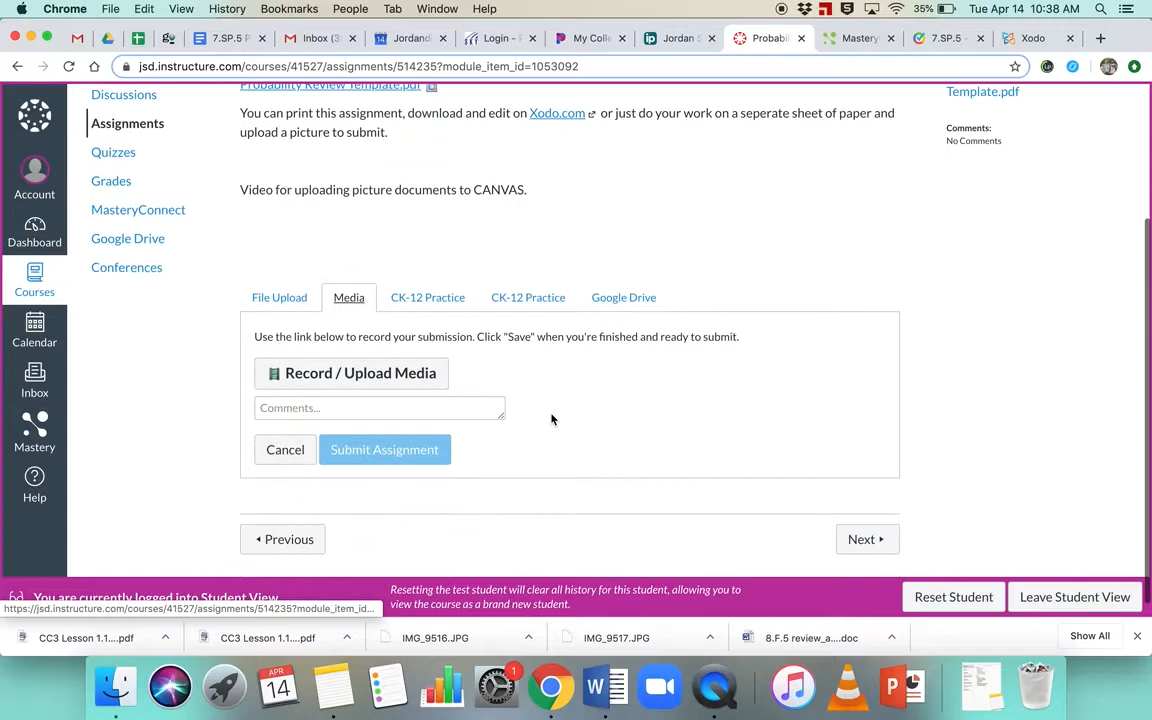 Chrome File Edit View History Bookmarks People Tab Window Help 35% Tue Apr 14 10:38 AM
7.SP.5 P Inbox (3 Jordand Login - My Colle Jordan S Probabil Mastery 7.SP.5 - Xodo
jsd.instructure.com/courses/41527/assignments/514235?module_item_id=1053092
Account
Dashboard
Courses
Calendar
Inbox
Mastery
Help
Discussions
Assignments
Quizzes
Grades
MasteryConnect
Google Drive
Conferences
Probability Review Template.pdf
You can print this assignment, download and edit on Xodo.com or just do your work on a seperate sheet of paper and
upload a picture to submit.
Video for uploading picture documents to CANVAS.
File Upload Media CK-12 Practice CK-12 Practice Google Drive
Use the link below to record your submission. Click "Save" when you're finished and ready to submit.
Record / Upload Media
Comments...
Cancel Submit Assignment
Previous Next
Template.pdf
Comments:
No Comments
You are currently logged into Student View
Resetting the test student will clear all history for this student, allowing you to
view the course as a brand new student.
Reset Student Leave Student View
https://jsd.instructure.com/courses/41527/assignments/514235?module_item_id...
CC3 Lesson 1.1....pdf CC3 Lesson 1.1....pdf IMG_9516.JPG IMG_9517.JPG 8.F.5 review_a....doc Show All
APR
14
1